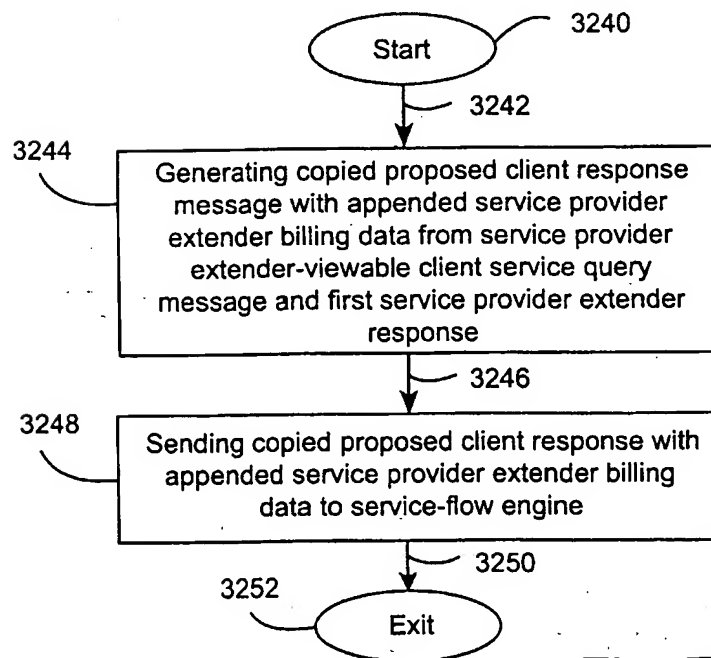 Start
3240
3242
3244
Generating copied proposed client response
message with appended service provider
extender billing data from service provider
extender-viewable client service query
message and first service provider extender
response
3246
3248
Sending copied proposed client response with
appended service provider extender billing
data to service-flow engine
3250
3252
Exit